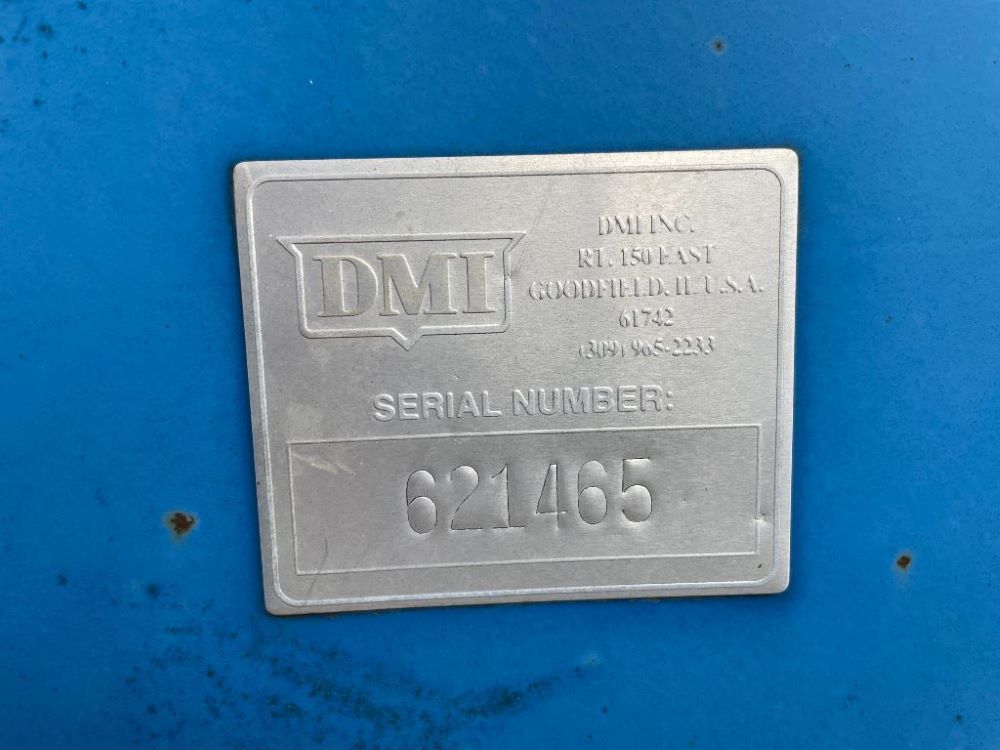 DMI
DMI INC.
RT. 150 EAST
GOODFIELD, IL U.S.A.
61742
(309) 965-2233
SERIAL NUMBER:
621465